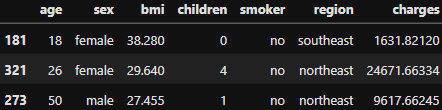 age sex bmi children smoker region charges
181 18 female 38.280 0 no southeast 1631.82120
321 26 female 29.640 4 no northeast 24671.66334
273 50 male 27.455 1 no northeast 9617.66245